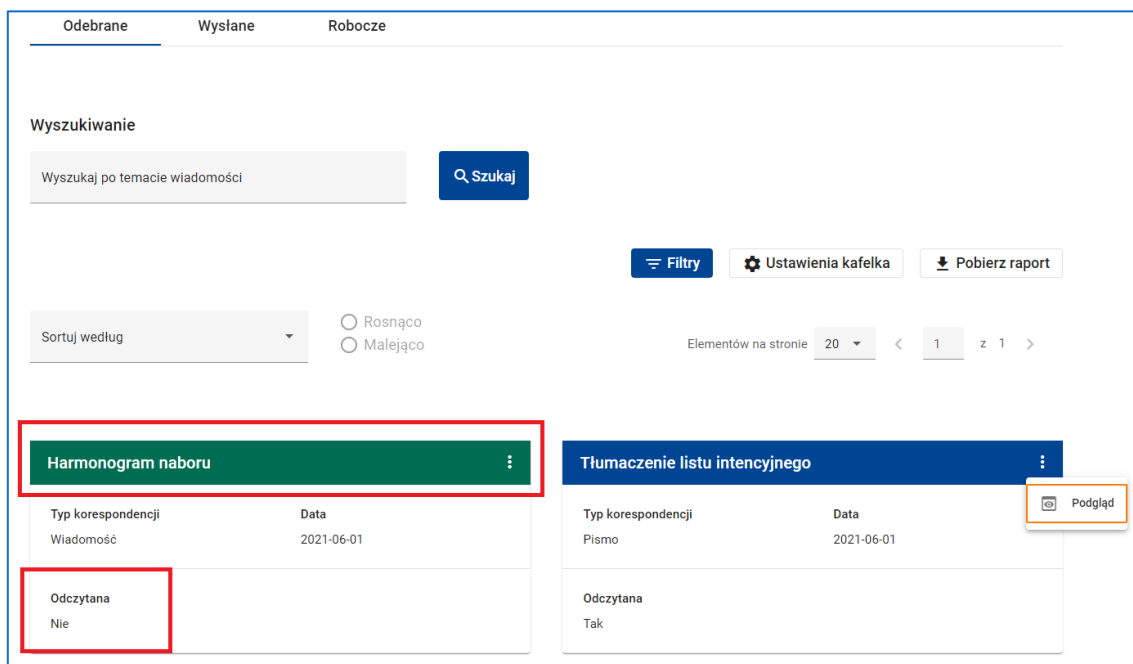 Odebrane Wysłane Robocze
Wyszukiwanie
Wyszukaj po temacie wiadomości Szukaj
Filtry Ustawienia kafelka Pobierz raport
Sortuj według
Rosnąco
Malejąco
Elementów na stronie 20 1 z 1
Harmonogram naboru
Typ korespondencji Data
Wiadomość 2021-06-01
Odczytana
Nie
Tłumaczenie listu intencyjnego
Podgląd
Typ korespondencji Data
Pismo 2021-06-01
Odczytana
Tak